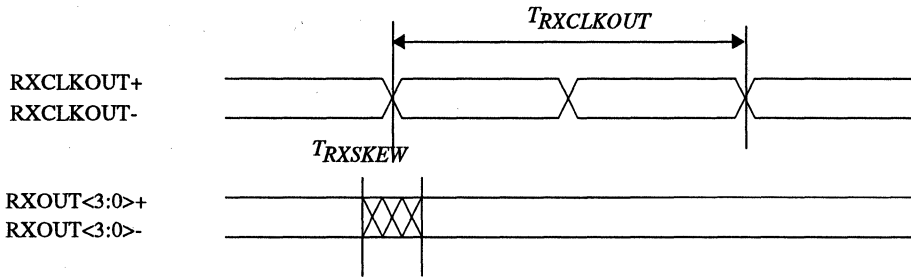 TRXCLKOUT
RXCLKOUT+
RXCLKOUT-
TRXSKEW
RXOUT<3:0>+
RXOUT<3:0>-